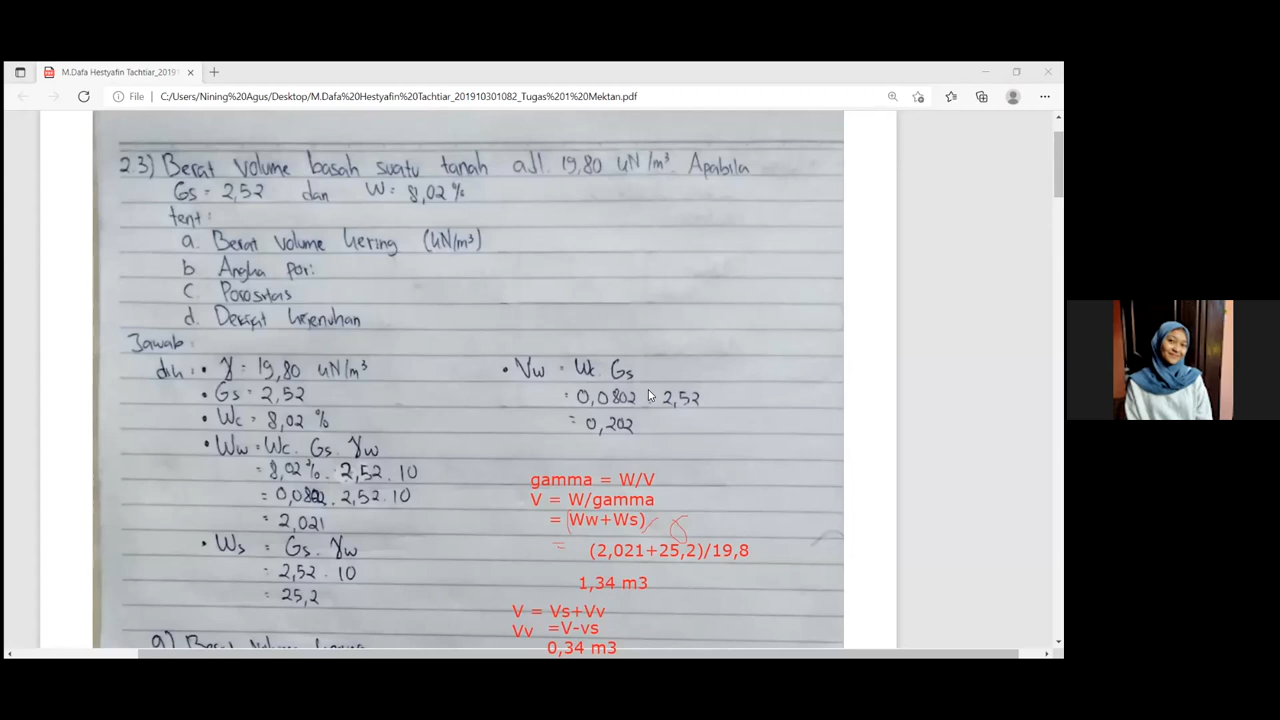 M.Dafa Hestyafin Tachtiar_20191
File
C:/Users/Nining%20Agus/Desktop/M.Dafa%20Hestyafin%20Tachtiar_201910301082_Tugas%201%20Mektan.pdf
2.3) Berat volume basah suatu tanah adl. 19,80 kN/m³. Apabila
Gs = 2,52 dan W = 8,02 %
tent :
a. Berat volume kering (kN/m³)
b Angka pori
c. Porositas
d. Derajat kejenuhan
Jawab :
dik : • γ = 19,80 kN/m³
• Gs = 2,52
• Wc = 8,02 %
• Ww = Wc. Gs. γw
= 8,02 % . 2,52 . 10
= 0,0802 . 2,52 . 10
= 2,021
• Ws = Gs. γw
= 2,52 . 10
= 25,2
• Vw = Wc. Gs
= 0,0802 2,52
= 0,202
gamma = W/V
V = W/gamma
= (Ww+Ws)/ γ
= (2,021+25,2)/19,8
1,34 m3
V = Vs+Vv
Vv =V-vs
0,34 m3
a) Berat Volume